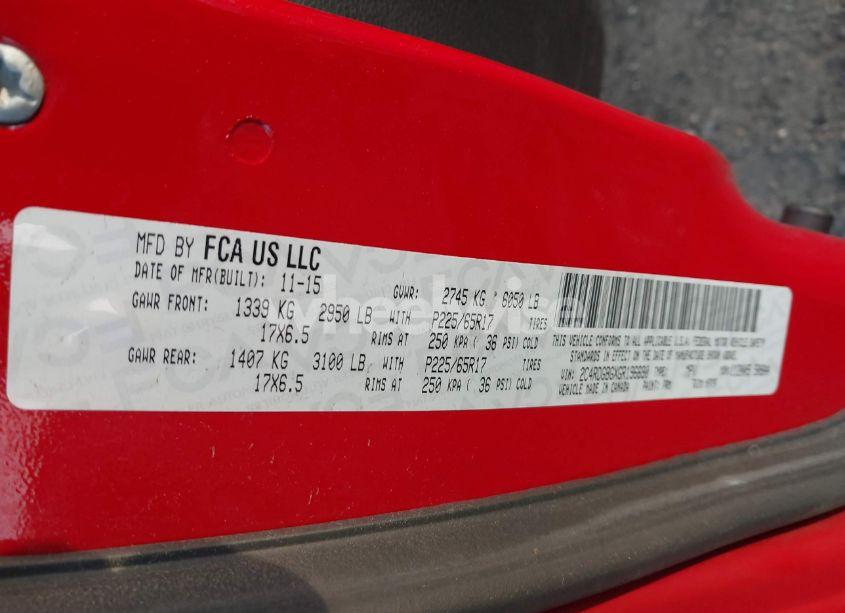 MFD BY FCA US LLC
DATE OF MFR(BUILT): 11-15
GVWR: 2745 KG * 6050 LB
GAWR FRONT: 1339 KG 2950 LB WITH P225/65R17 TIRES
17X6.5 RIMS AT 250 KPA ( 36 PSI) COLD
GAWR REAR: 1407 KG 3100 LB WITH P225/65R17 TIRES
17X6.5 RIMS AT 250 KPA ( 36 PSI) COLD
THIS VEHICLE CONFORMS TO ALL APPLICABLE U.S.A. FEDERAL MOTOR VEHICLE SAFETY
STANDARDS IN EFFECT ON THE DATE OF MANUFACTURE SHOWN ABOVE.
VIN: TYPE: MPV
VEHICLE MADE IN CANADA PAINT: